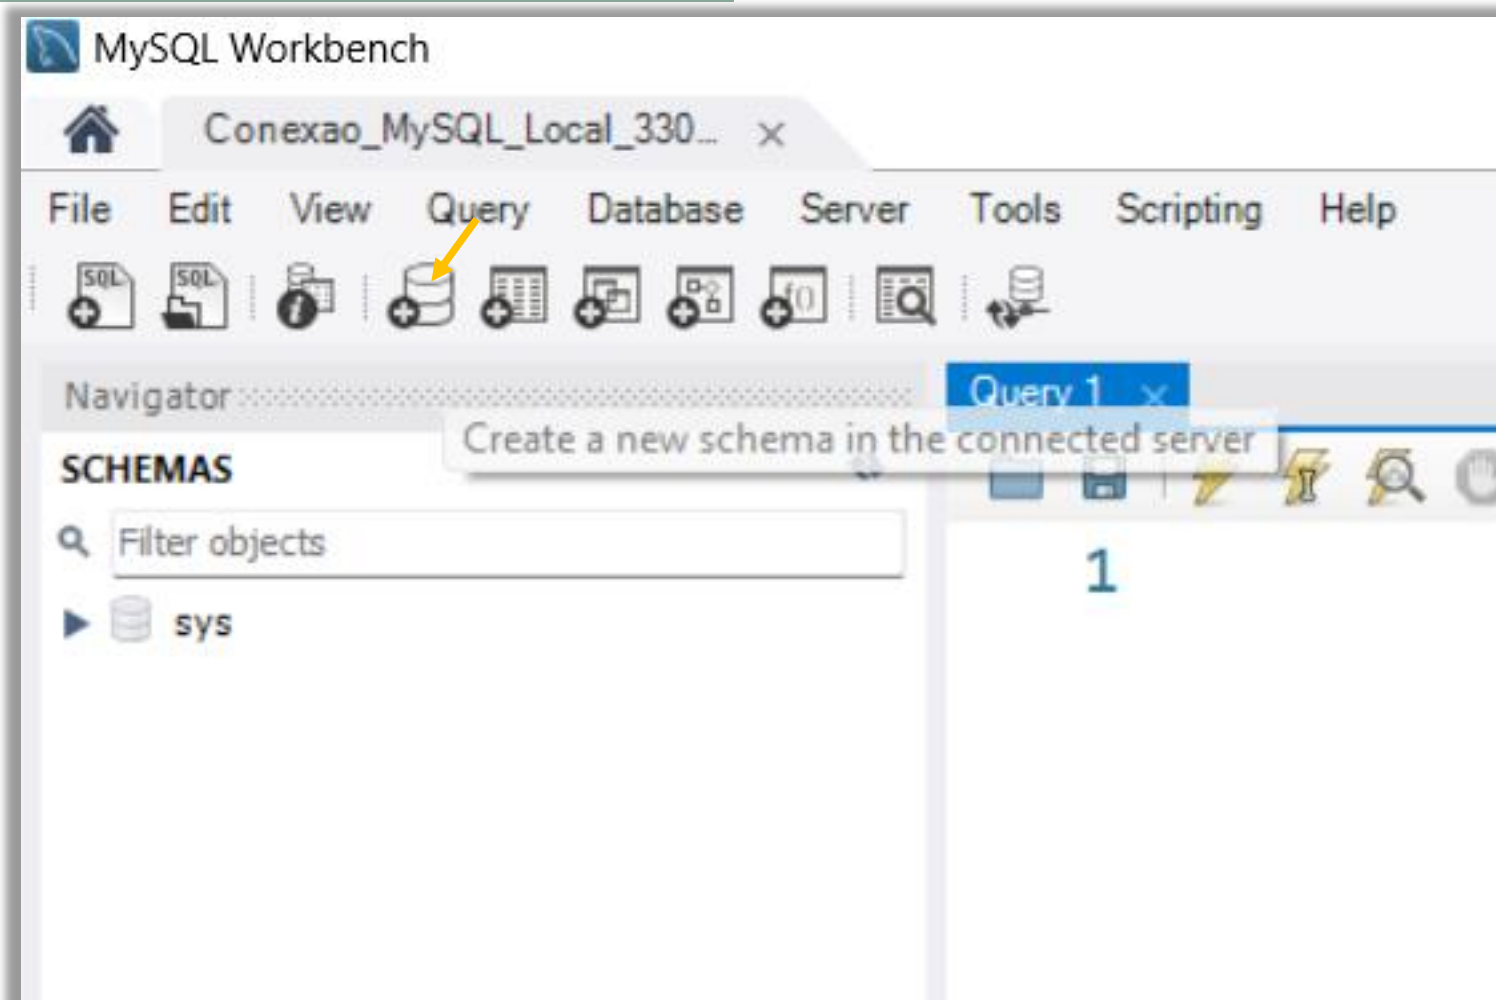 MySQL Workbench
Conexao_MySQL_Local_330...
File Edit View Query Database Server Tools Scripting Help
SQL SQL f()
Navigator Query 1
Create a new schema in the connected server
SCHEMAS
Filter objects
1
sys